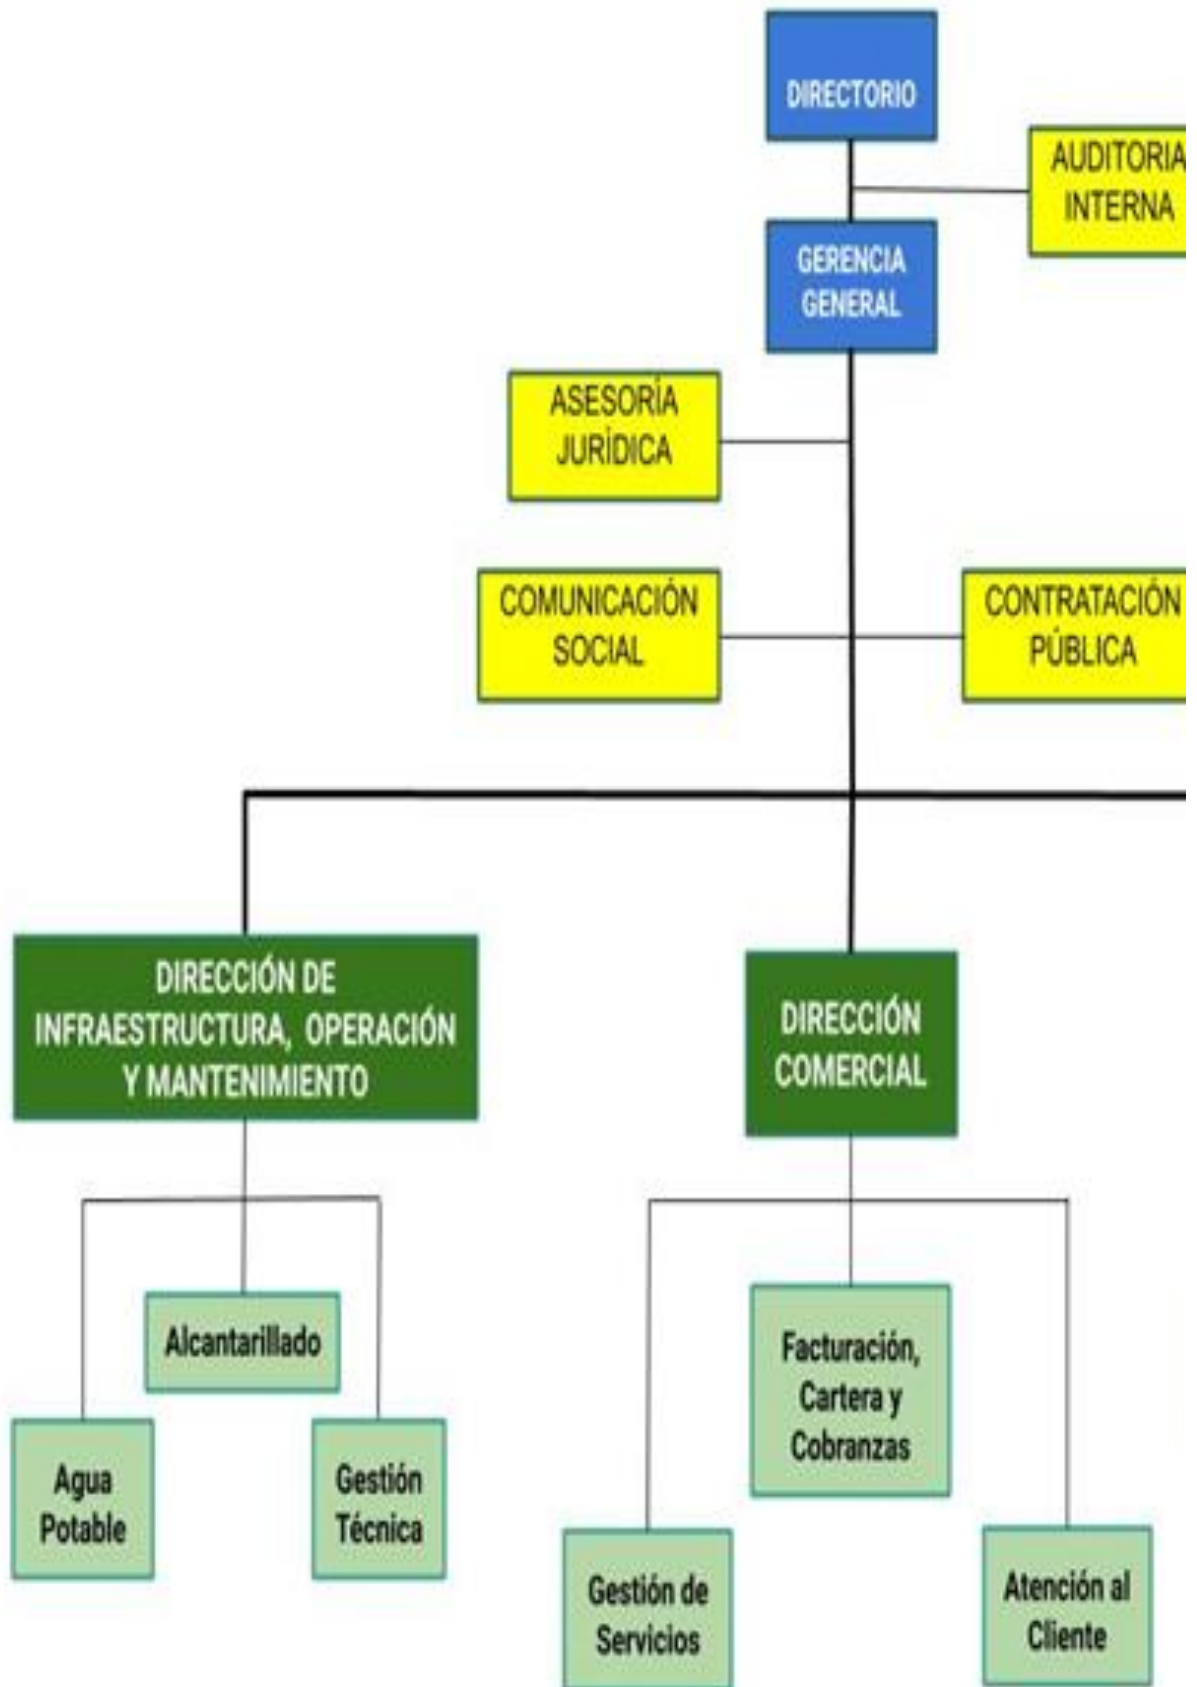 DIRECTORIO
AUDITORIA
INTERNA
GERENCIA
GENERAL
ASESORÍA
JURÍDICA
COMUNICACIÓN
SOCIAL
CONTRATACIÓN
PÚBLICA
DIRECCIÓN DE
INFRAESTRUCTURA, OPERACIÓN
Y MANTENIMIENTO
DIRECCIÓN
COMERCIAL
Alcantarillado
Agua
Potable
Gestión
Técnica
Facturación,
Cartera y
Cobranzas
Gestión de
Servicios
Atención al
Cliente